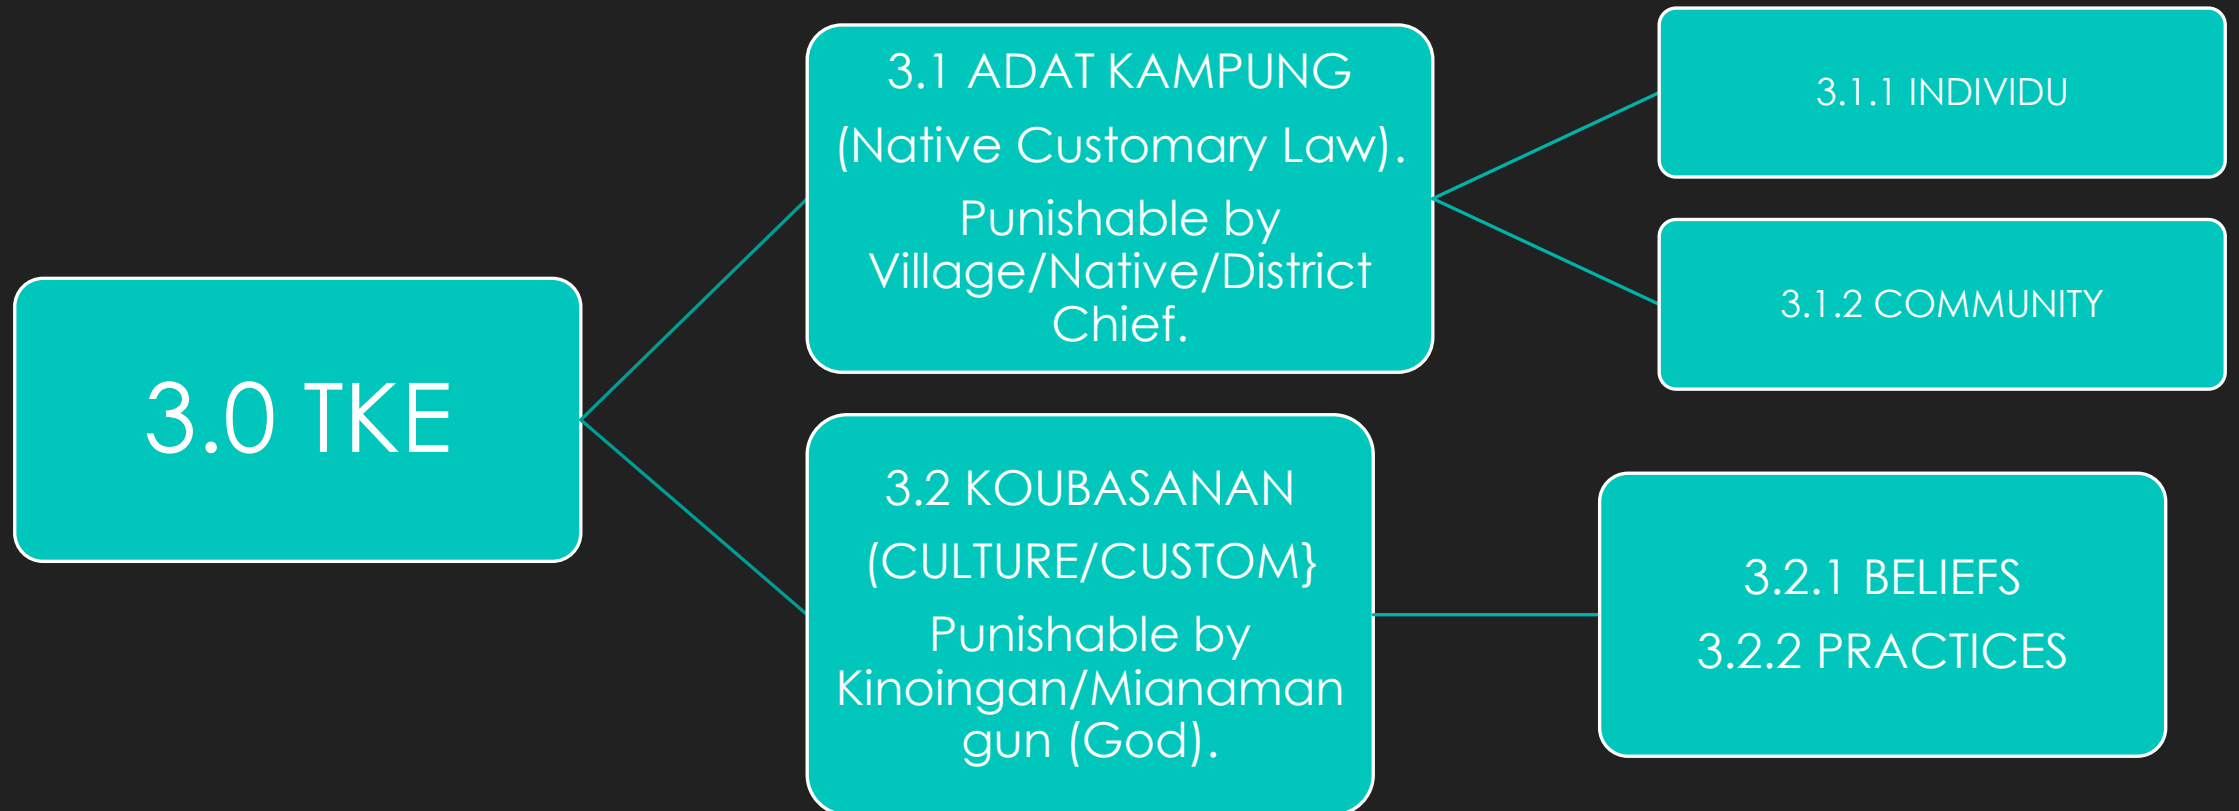 3.0 TKE
3.1 ADAT KAMPUNG
(Native Customary Law).
Punishable by
Village/Native/District
Chief.
3.1.1 INDIVIDU
3.1.2 COMMUNITY
3.2 KOUBASANAN
(CULTURE/CUSTOM}
Punishable by
Kinoingan/Mianaman
gun (God).
3.2.1 BELIEFS
3.2.2 PRACTICES